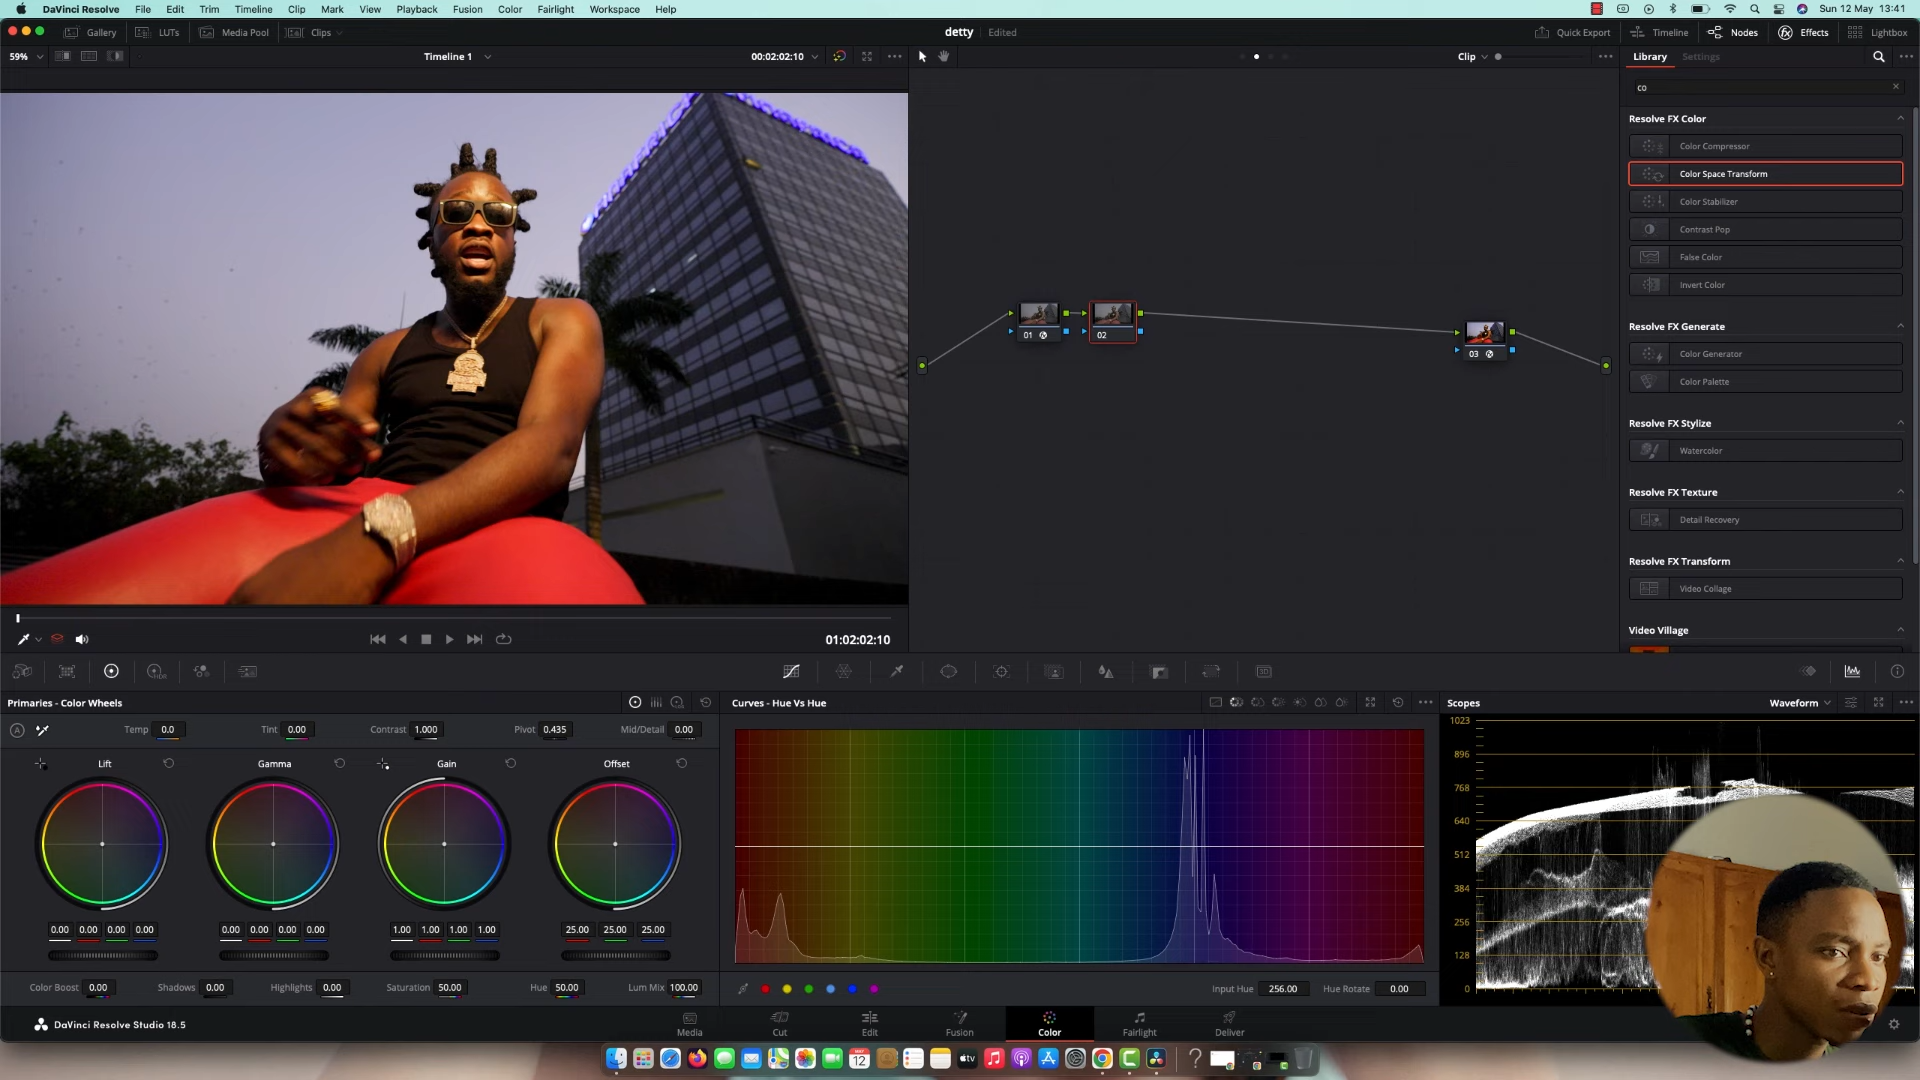 DaVinci Resolve File Edit Trim Timeline Clip Mark View Playback Fusion Color Fairlight Workspace Help Sun 12 May 13:41
Gallery LUTs Media Pool Clips detty Edited Quick Export Timeline Nodes Effects Lightbox
59% Timeline 1 00:02:02:10 Clip Library Settings
co
Resolve FX Color
Color Compressor
Color Space Transform
Color Stabilizer
Contrast Pop
False Color
Invert Color
Resolve FX Generate
Color Generator
Color Palette
Resolve FX Stylize
Watercolor
Resolve FX Texture
Detail Recovery
Resolve FX Transform
Video Collage
Video Village
01 02 03
01:02:02:10
HDR
3D
Primaries - Color Wheels Curves - Hue Vs Hue Scopes Waveform
A Temp 0.0 Tint 0.00 Contrast 1.000 Pivot 0.435 Mid/Detail 0.00
Lift Gamma Gain Offset
0.00 0.00 0.00 0.00 0.00 0.00 0.00 0.00 1.00 1.00 1.00 1.00 25.00 25.00 25.00
Color Boost 0.00 Shadows 0.00 Highlights 0.00 Saturation 50.00 Hue 50.00 Lum Mix 100.00
Input Hue 256.00 Hue Rotate 0.00
1023
896
768
640
512
384
256
128
0
DaVinci Resolve Studio 18.5 Media Cut Edit Fusion Color Fairlight Deliver
MAY
12
tv